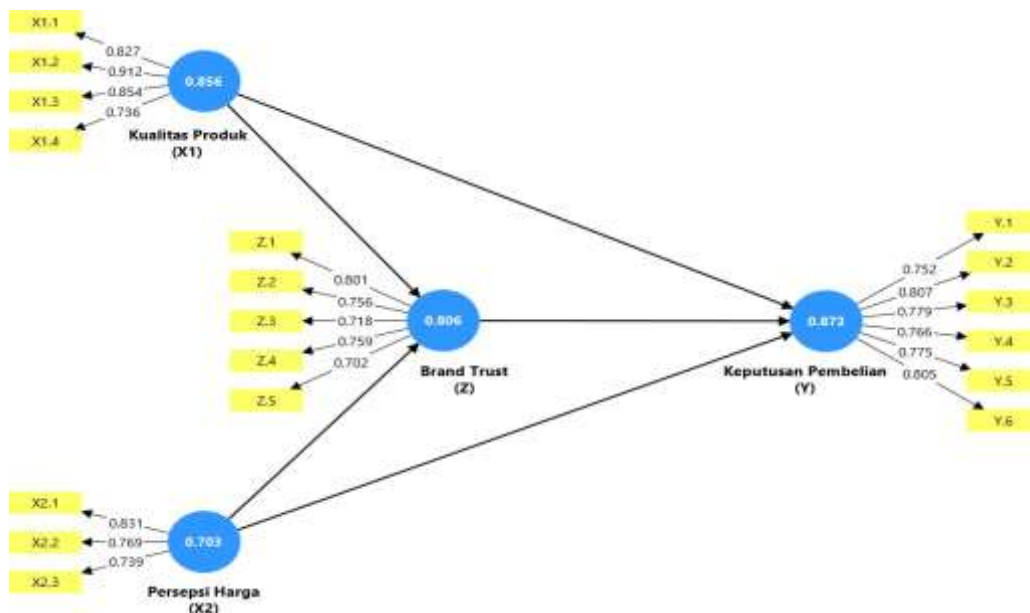 X1.1
X1.2
X1.3
X1.4
0.827
0.912
0.854
0.736
0.856
Kualitas Produk
(X1)
Z.1
Z.2
Z.3
Z.4
Z.5
0.801
0.756
0.718
0.759
0.702
0.806
Brand Trust
(Z)
Y.1
Y.2
Y.3
Y.4
Y.5
Y.6
0.752
0.807
0.779
0.766
0.775
0.805
0.872
Keputusan Pembelian
(Y)
X2.1
X2.2
X2.3
0.831
0.769
0.739
0.703
Persepsi Harga
(X2)